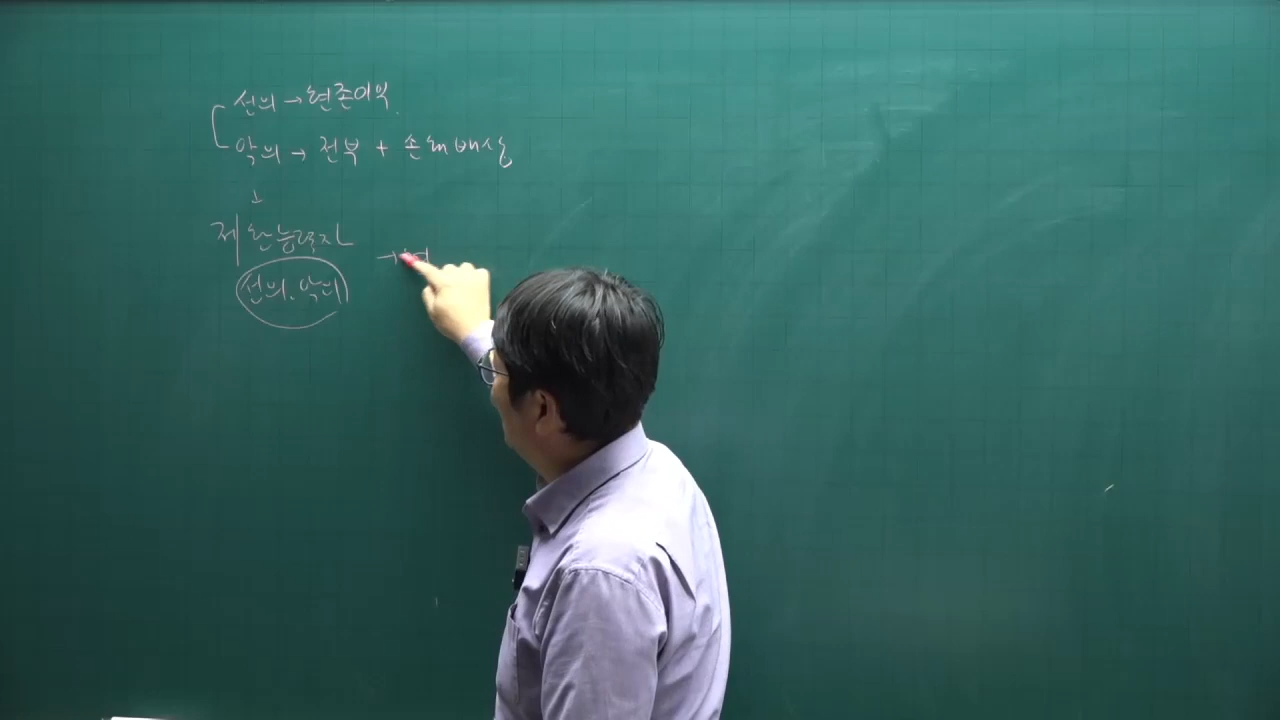 선의 → 현존이익.
악의 → 전부 + 손해배상
↓
제한능력자
선의, 악의